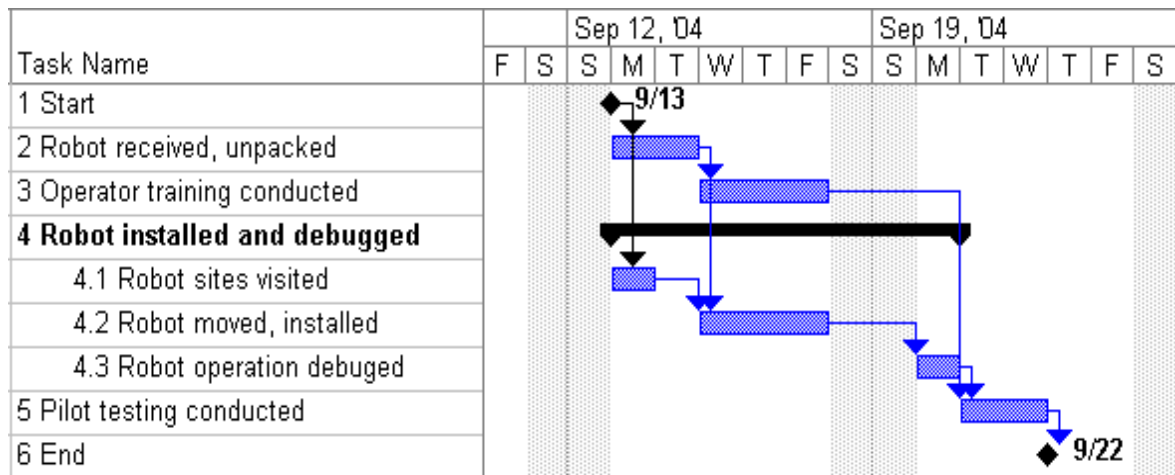 Sep 12, '04 Sep 19, '04
Task Name F S S M T W T F S S M T W T F S
1 Start 9/13
2 Robot received, unpacked
3 Operator training conducted
4 Robot installed and debugged
4.1 Robot sites visited
4.2 Robot moved, installed
4.3 Robot operation debuged
5 Pilot testing conducted
6 End 9/22